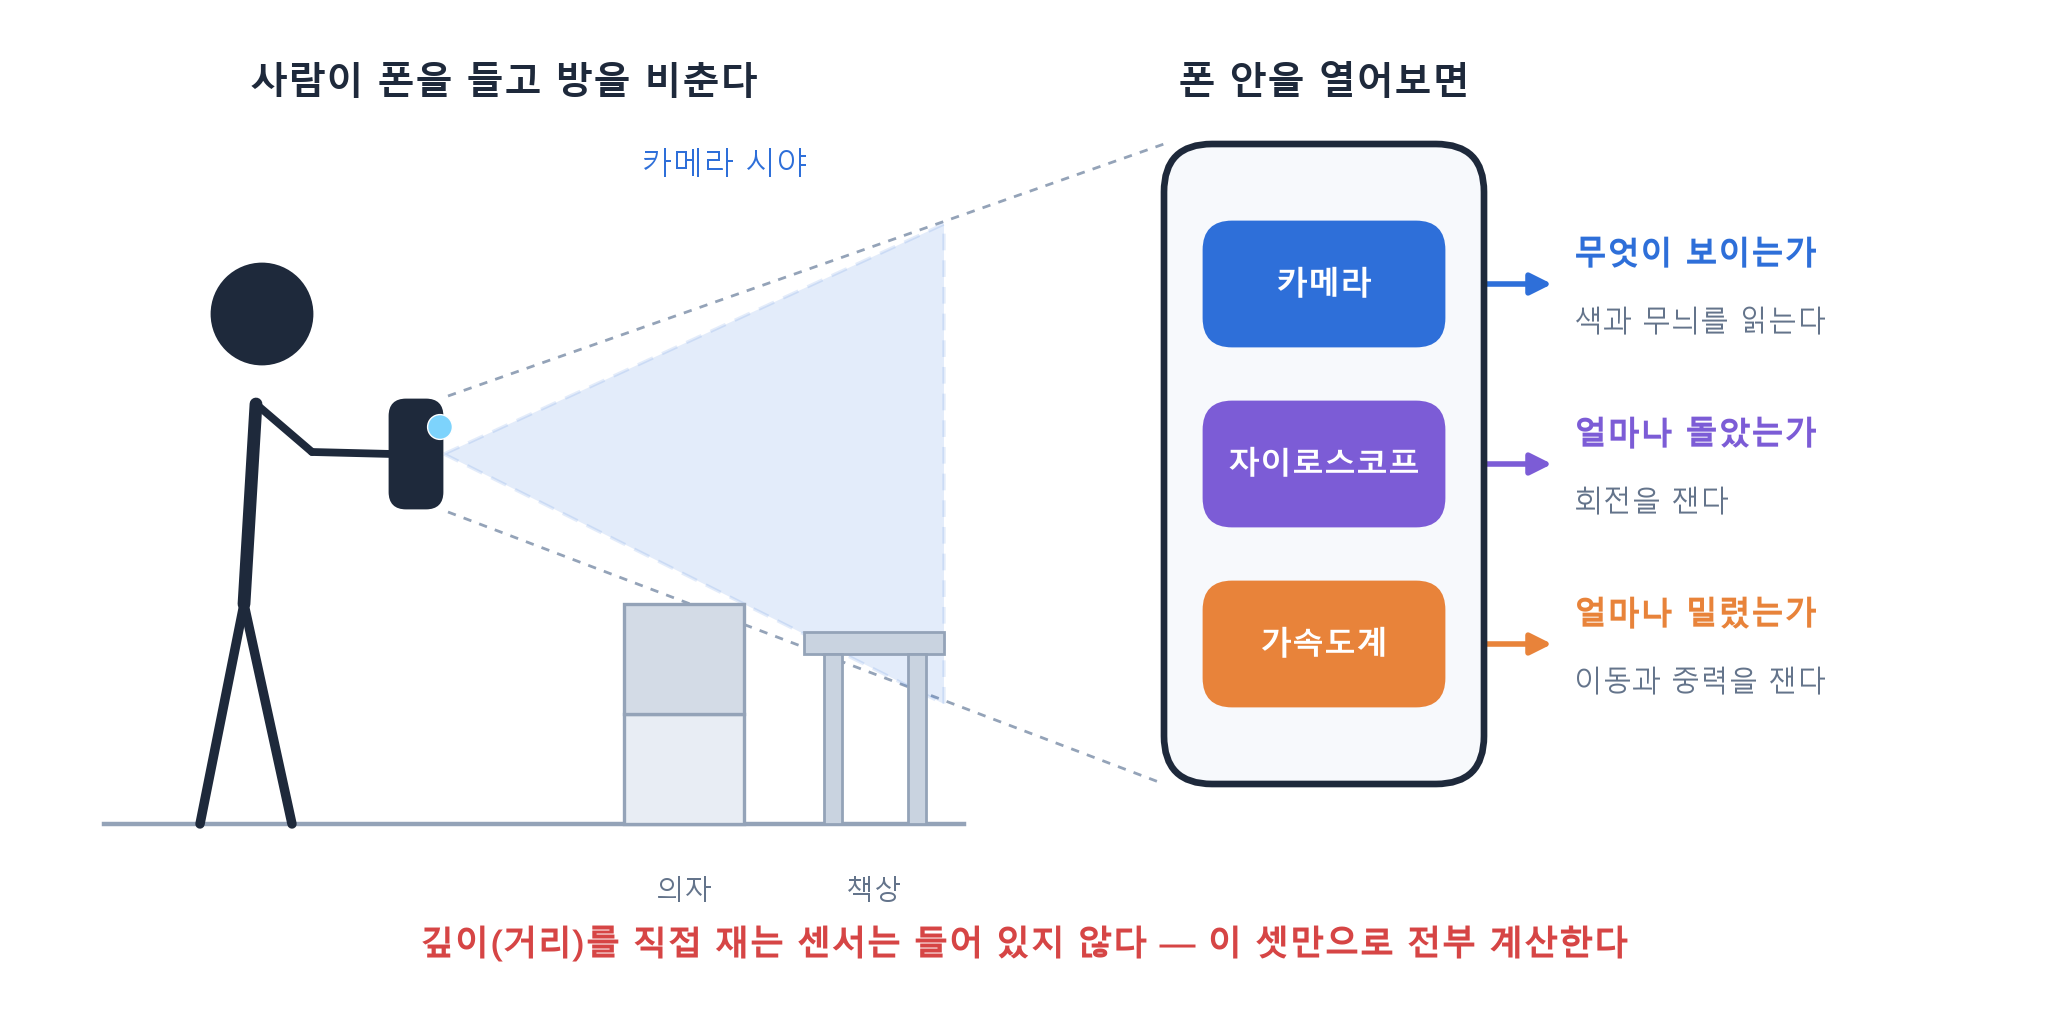 사람이 폰을 들고 방을 비춘다
카메라 시야
의자
책상
폰 안을 열어보면
카메라
무엇이 보이는가
색과 무늬를 읽는다
자이로스코프
얼마나 돌았는가
회전을 잰다
가속도계
얼마나 밀렸는가
이동과 중력을 잰다
깊이(거리)를 직접 재는 센서는 들어 있지 않다 — 이 셋만으로 전부 계산한다